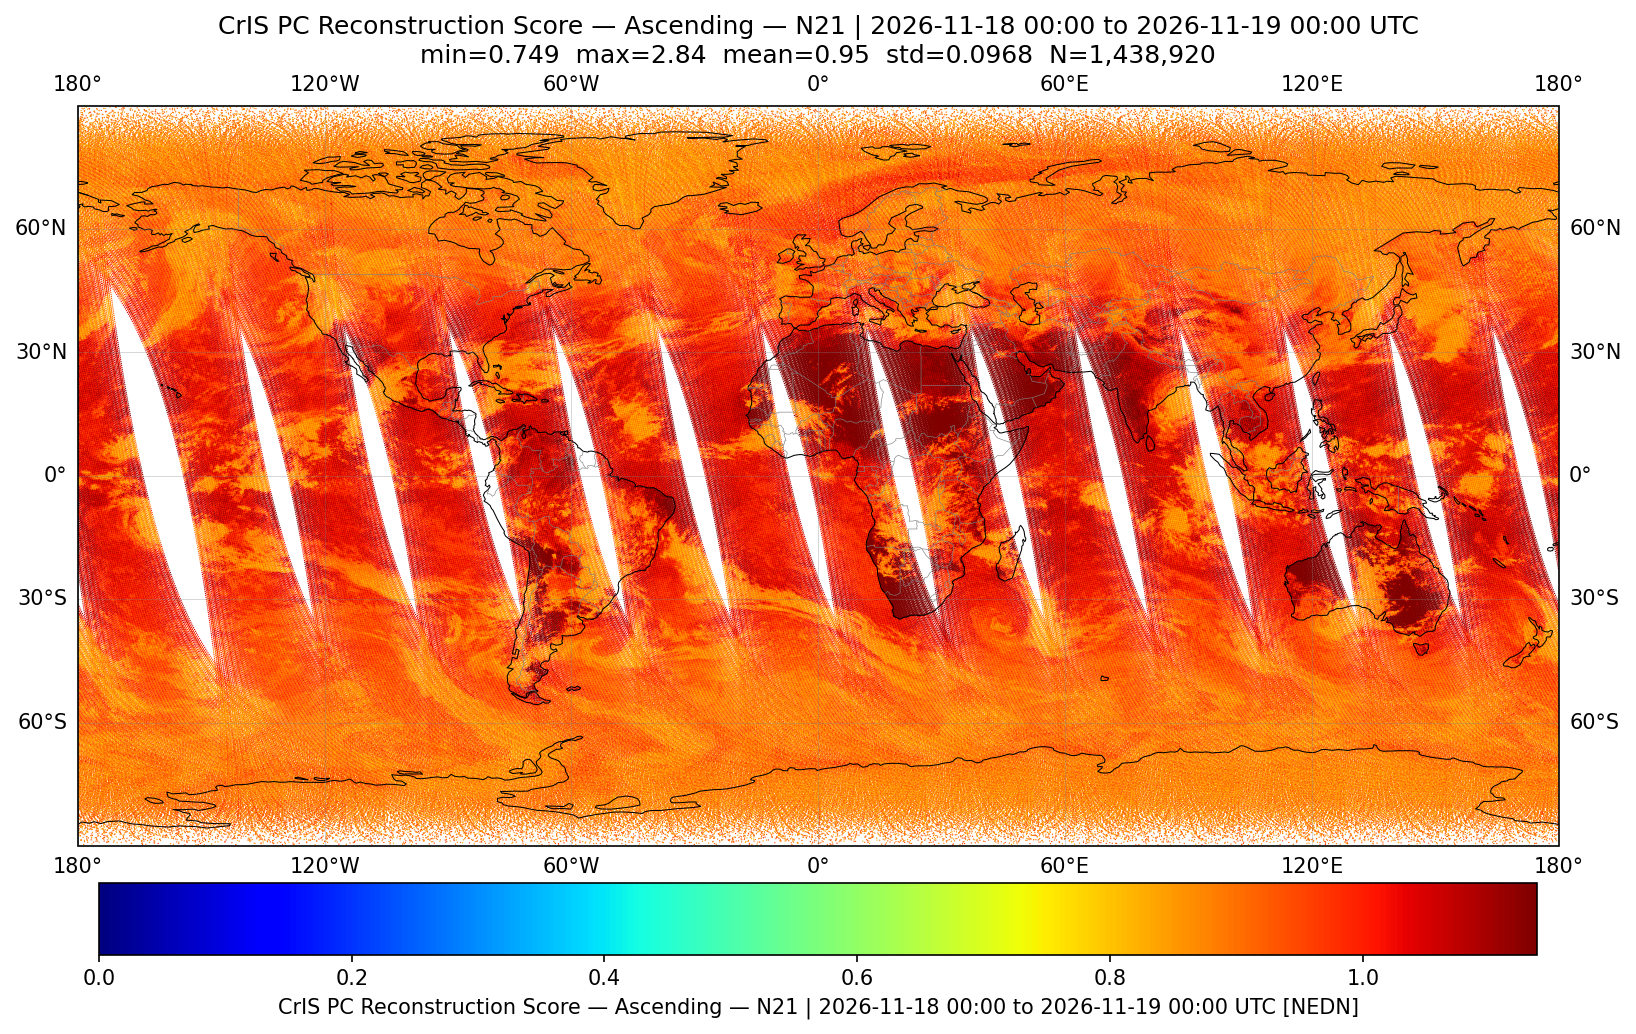 CrIS PC Reconstruction Score — Ascending — N21 | 2026-11-18 00:00 to 2026-11-19 00:00 UTC
min=0.749 max=2.84 mean=0.95 std=0.0968 N=1,438,920
180° 120°W 60°W 0° 60°E 120°E 180°
60°N 60°N
30°N 30°N
0° 0°
30°S 30°S
60°S 60°S
180° 120°W 60°W 0° 60°E 120°E 180°
0.0 0.2 0.4 0.6 0.8 1.0
CrIS PC Reconstruction Score — Ascending — N21 | 2026-11-18 00:00 to 2026-11-19 00:00 UTC [NEDN]